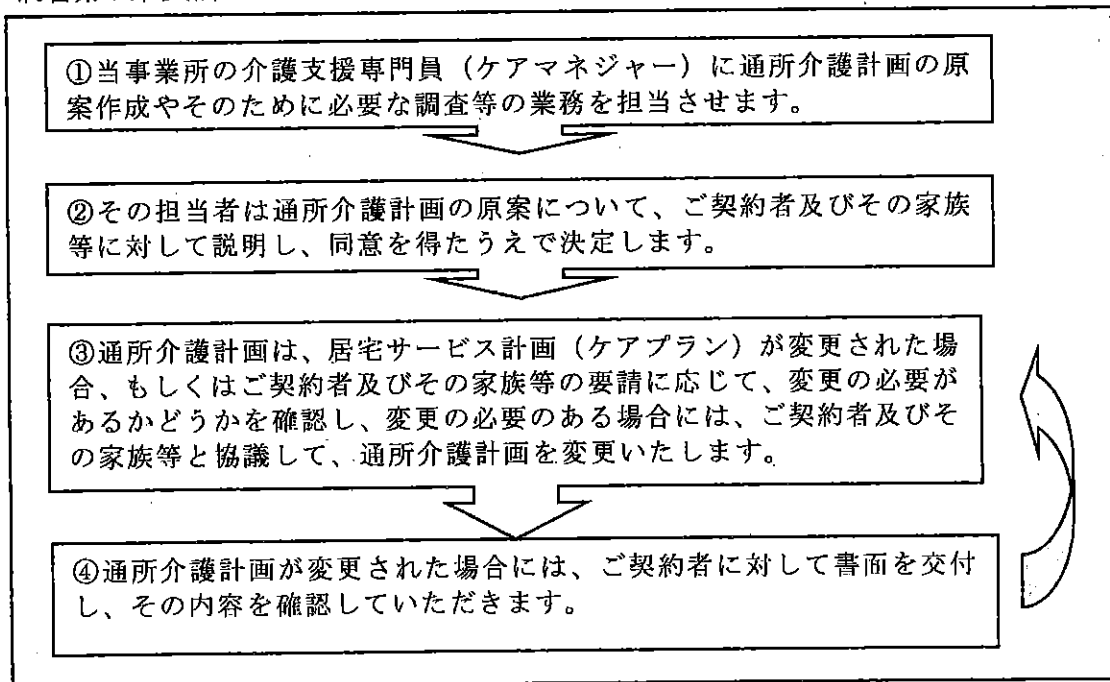 ①当事業所の介護支援専門員（ケアマネジャー）に通所介護計画の原
案作成やそのために必要な調査等の業務を担当させます。
②その担当者は通所介護計画の原案について、ご契約者及びその家族
等に対して説明し、同意を得たうえで決定します。
③通所介護計画は、居宅サービス計画（ケアプラン）が変更された場
合、もしくはご契約者及びその家族等の要請に応じて、変更の必要が
あるかどうかを確認し、変更の必要のある場合には、ご契約者及びそ
の家族等と協議して、通所介護計画を変更いたします。
④通所介護計画が変更された場合には、ご契約者に対して書面を交付
し、その内容を確認していただきます。